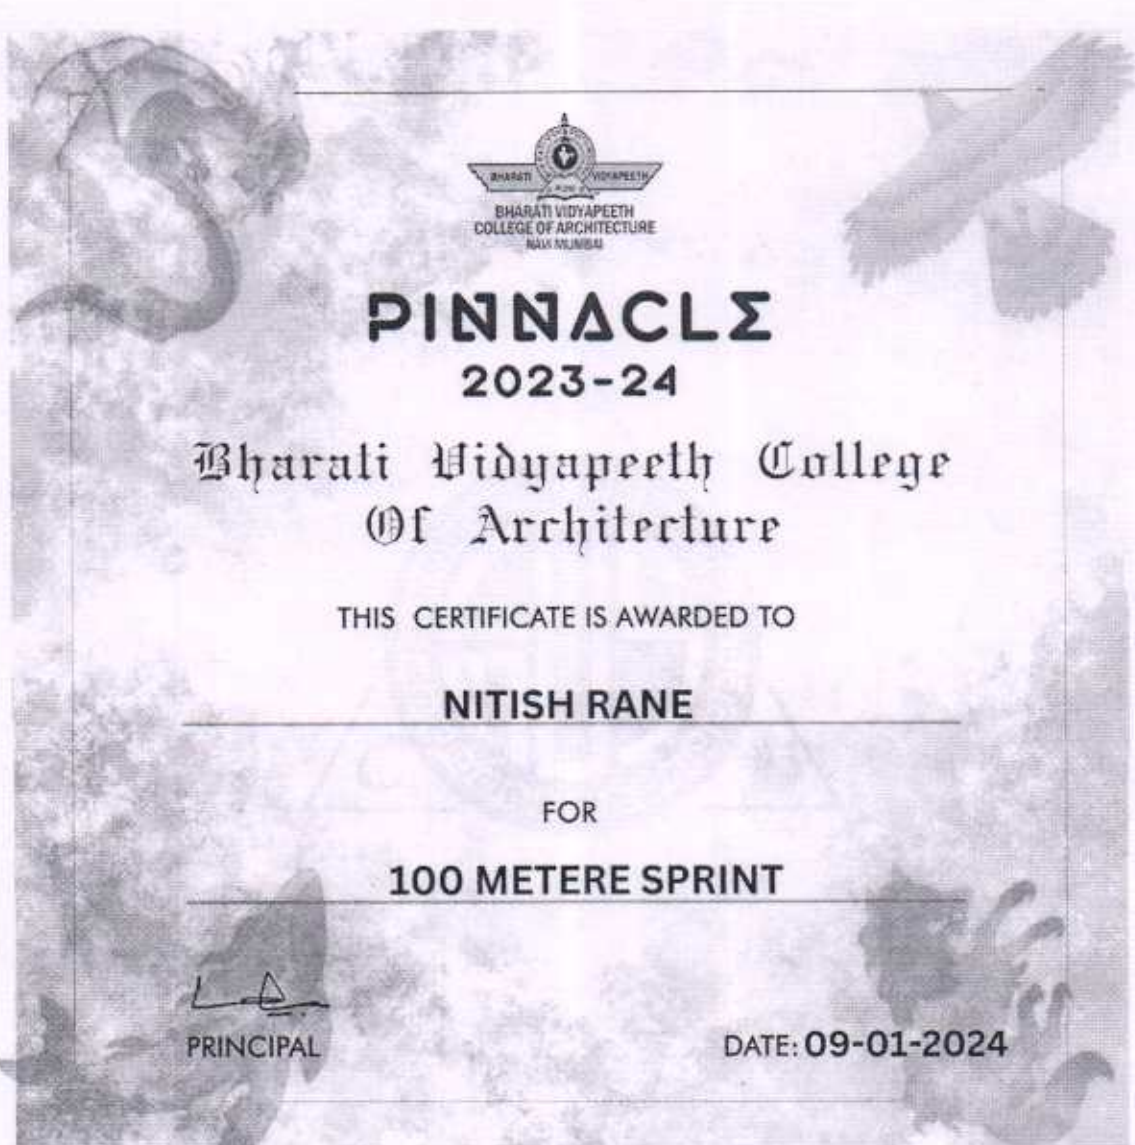 BHARATI VIDYAPEETH
PUNE
BHARATI VIDYAPEETH
COLLEGE OF ARCHITECTURE
NAVI MUMBAI
PINNACLE
2023-24
Bharati Vidyapeeth College
Of Architecture
THIS CERTIFICATE IS AWARDED TO
NITISH RANE
FOR
100 METERE SPRINT
PRINCIPAL
DATE: 09-01-2024